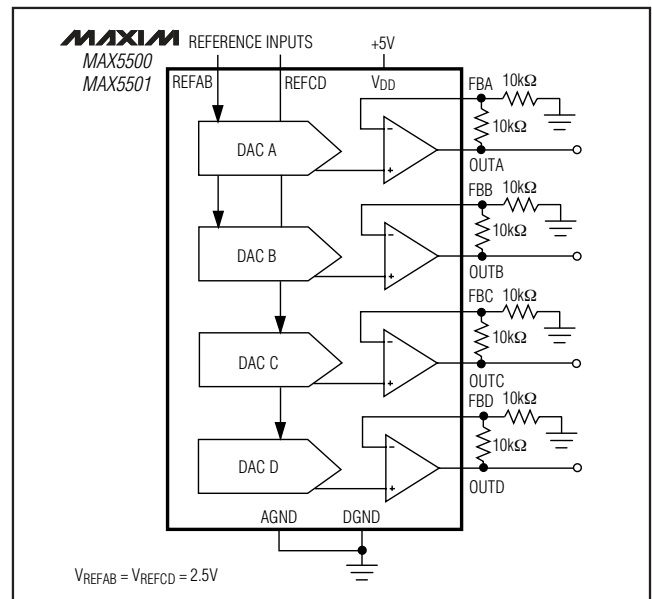 MAXIM
MAX5500
MAX5501
REFERENCE INPUTS
+5V
REFAB
REFCD
VDD
FBA
10kΩ
10kΩ
DAC A
-
+
OUTA
FBB
10kΩ
10kΩ
DAC B
-
+
OUTB
FBC
10kΩ
10kΩ
DAC C
-
+
OUTC
FBD
10kΩ
10kΩ
DAC D
-
+
OUTD
AGND
DGND
VREFAB = VREFCD = 2.5V